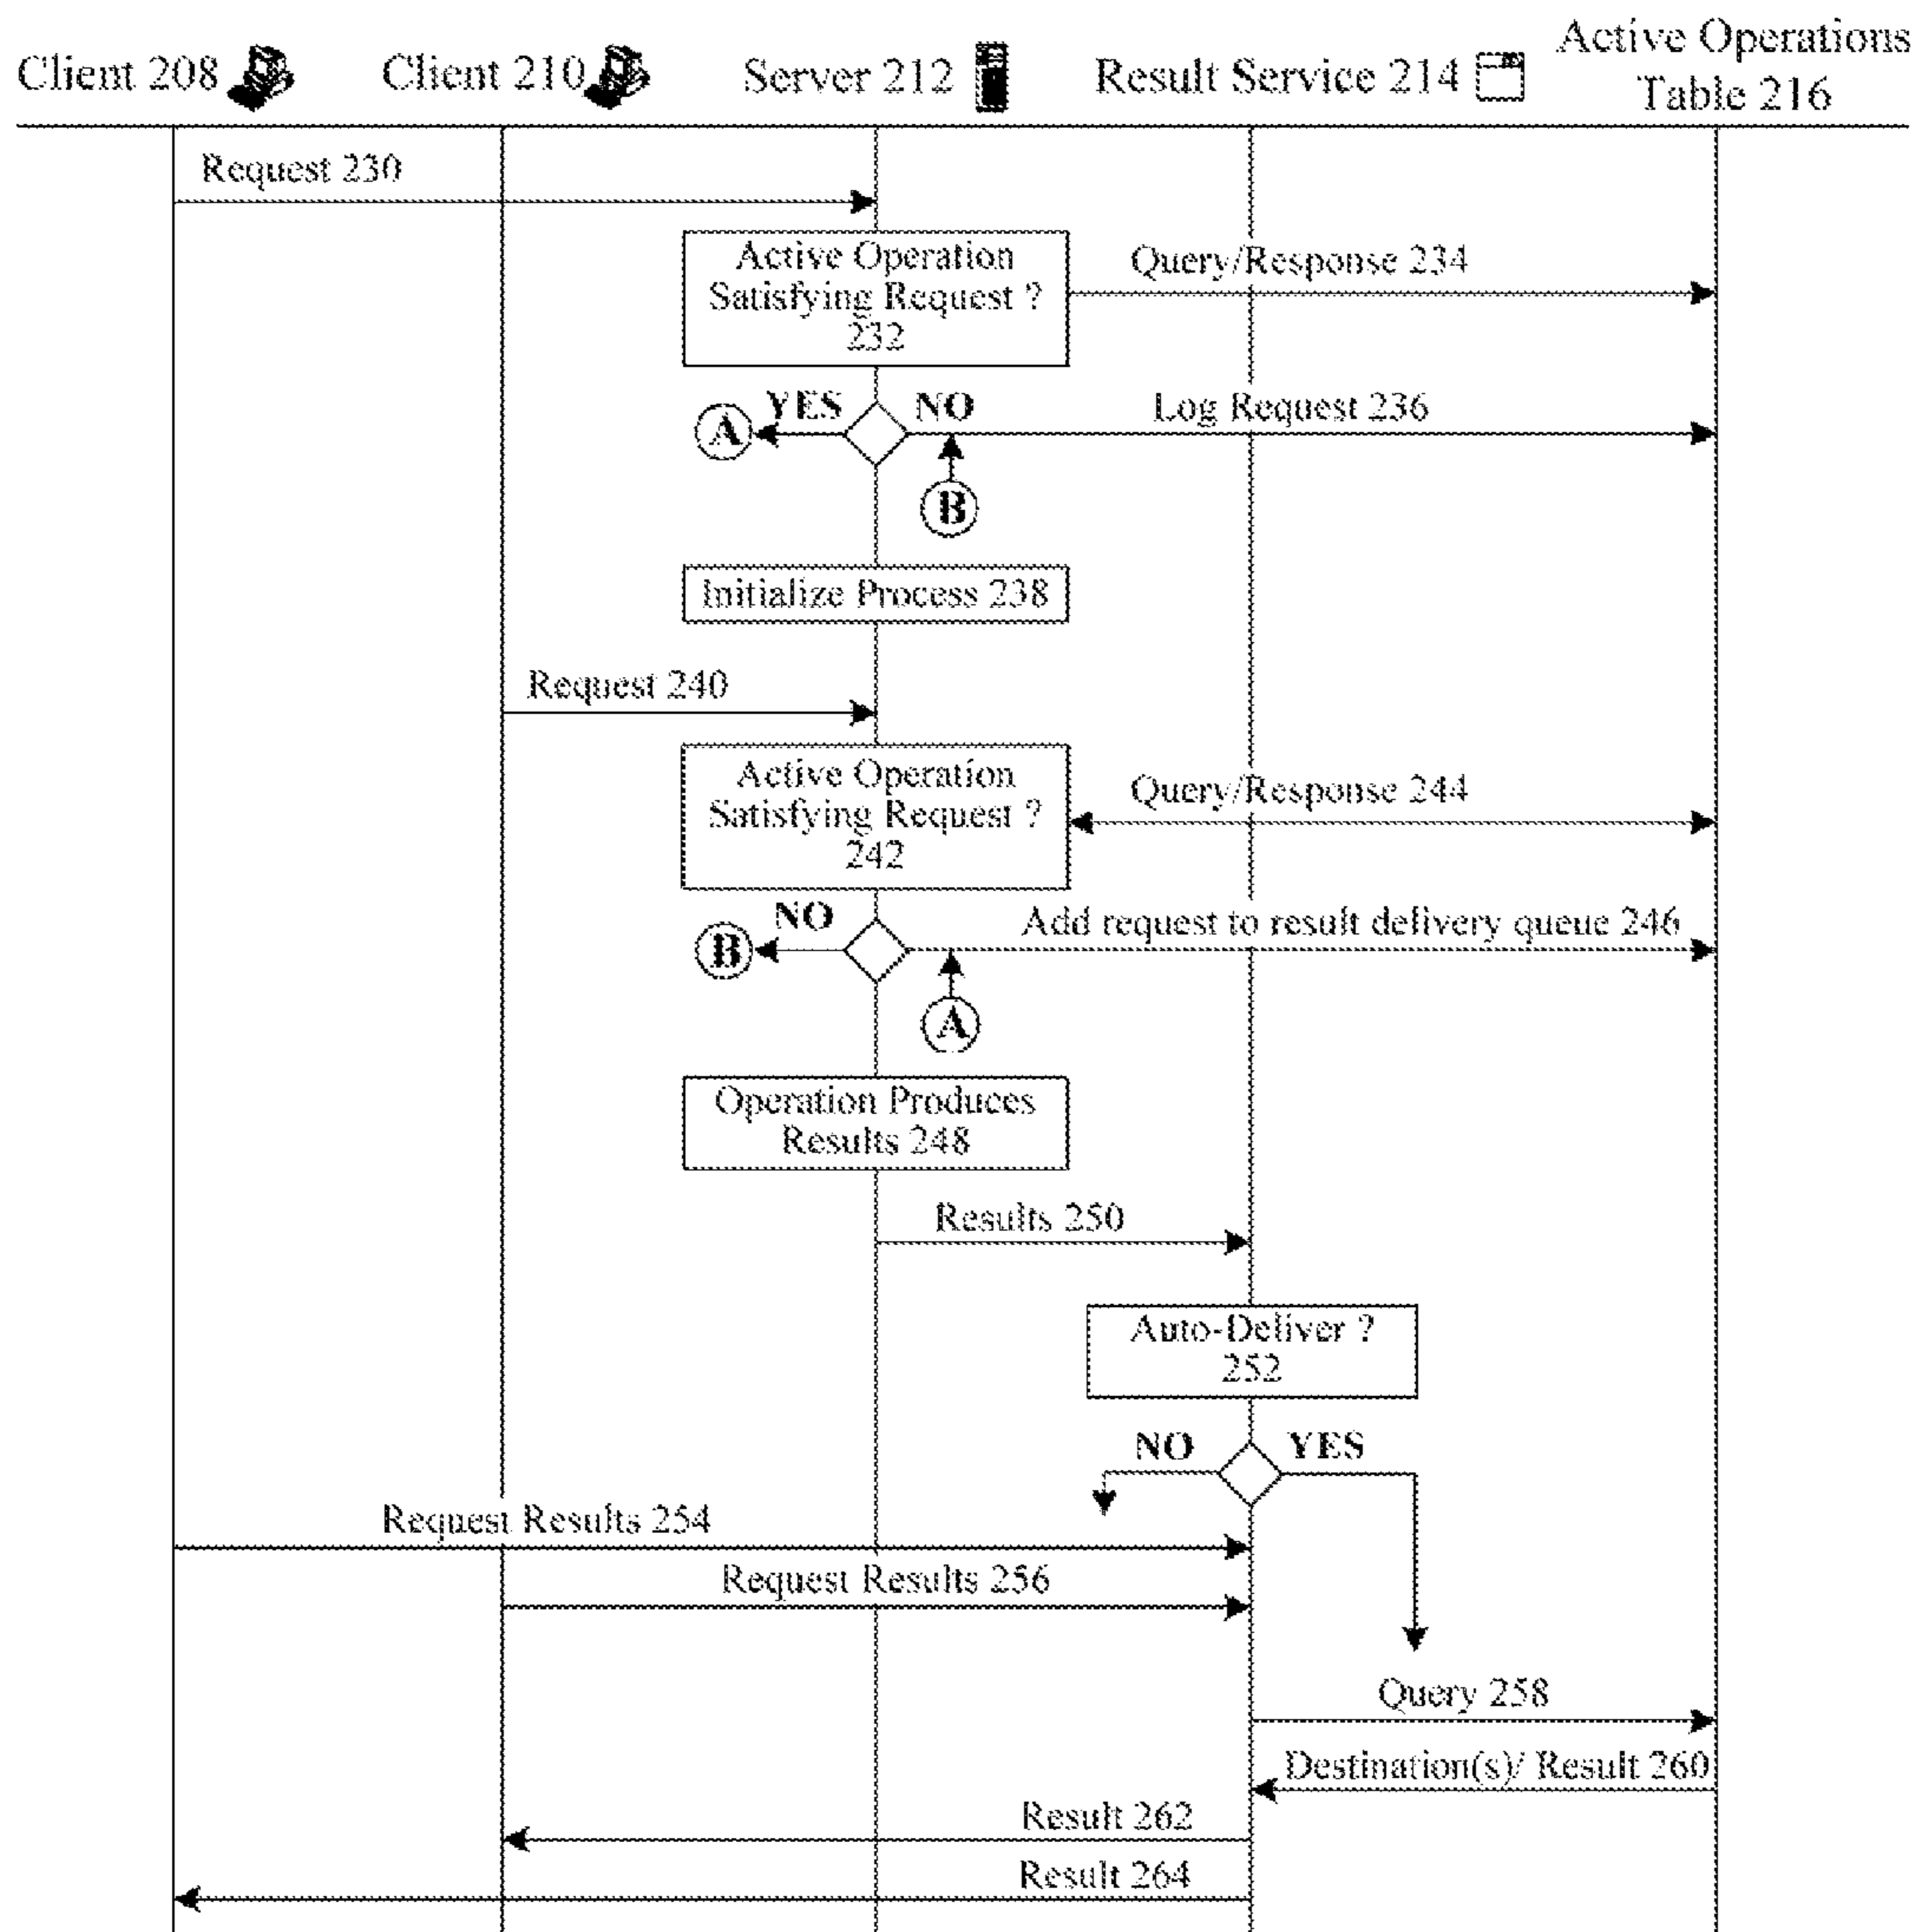 Client 208
Client 210
Server 212
Result Service 214
Active Operations
Table 216
Request 230
Active Operation
Satisfying Request ?
232
Query/Response 234
YES
NO
A
Log Request 236
B
Initialize Process 238
Request 240
Active Operation
Satisfying Request ?
242
Query/Response 244
NO
B
Add request to result delivery queue 246
A
Operation Produces
Results 248
Results 250
Auto-Deliver ?
252
NO
YES
Request Results 254
Request Results 256
Query 258
Destination(s)/ Result 260
Result 262
Result 264